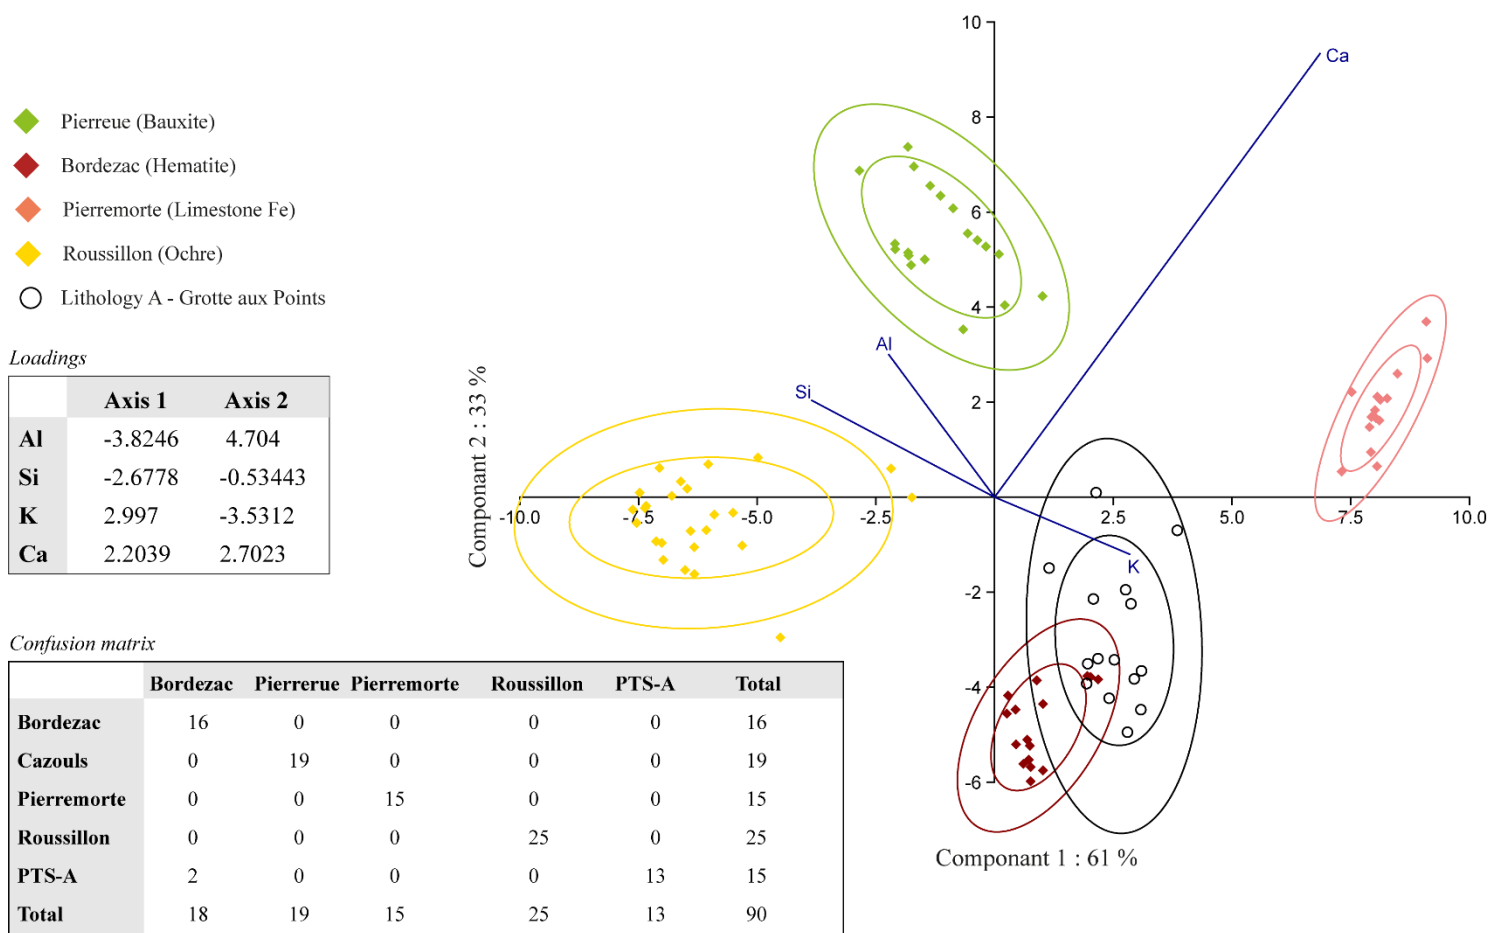 Pierreue (Bauxite)
Bordezac (Hematite)
Pierremorte (Limestone Fe)
Roussillon (Ochre)
Lithology A - Grotte aux Points
Loadings
Axis 1 Axis 2
Al -3.8246 4.704
Si -2.6778 -0.53443
K 2.997 -3.5312
Ca 2.2039 2.7023
Confusion matrix
Bordezac Pierrerue Pierremorte Roussillon PTS-A Total
Bordezac 16 0 0 0 0 16
Cazouls 0 19 0 0 0 19
Pierremorte 0 0 15 0 0 15
Roussillon 0 0 0 25 0 25
PTS-A 2 0 0 0 13 15
Total 18 19 15 25 13 90
10
8
6
4
2
-2
-4
-6
-10.0 -7.5 -5.0 -2.5 2.5 5.0 7.5 10.0
Ca
Al
Si
K
Componant 2 : 33 %
Componant 1 : 61 %